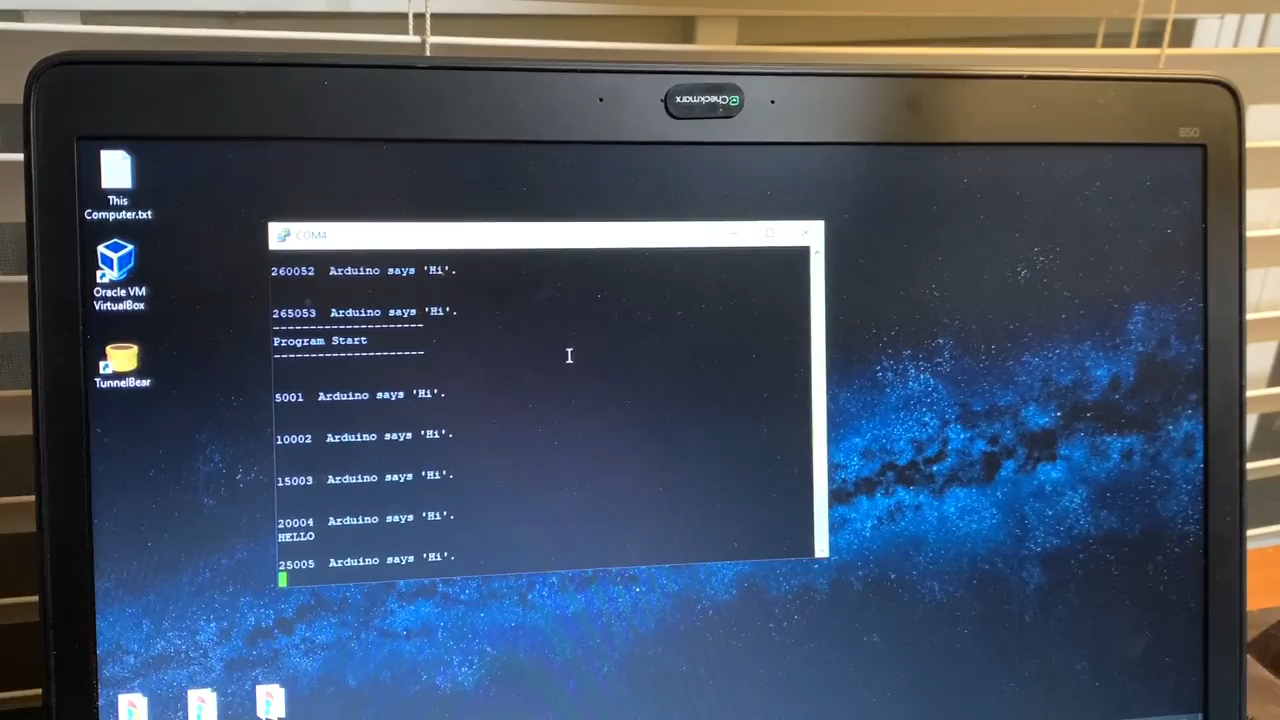 Checkmarx
650
This
Computer.txt
Oracle VM
VirtualBox
TunnelBear
COM4
260052 Arduino says 'Hi'.
265053 Arduino says 'Hi'.
---------------------
Program Start
---------------------
5001 Arduino says 'Hi'.
10002 Arduino says 'Hi'.
15003 Arduino says 'Hi'.
20004 Arduino says 'Hi'.
HELLO
25005 Arduino says 'Hi'.